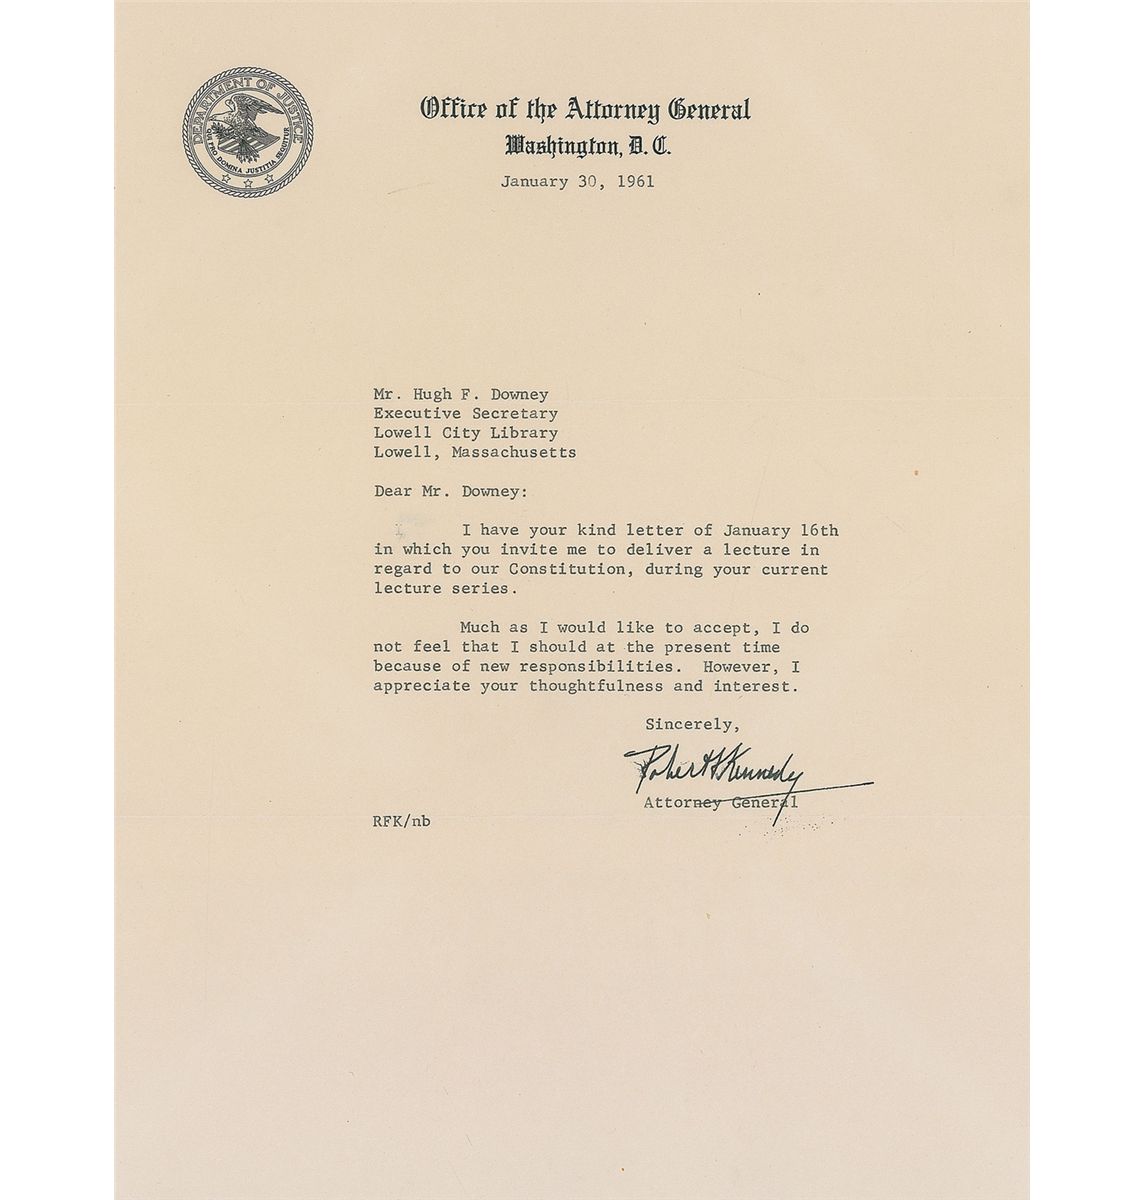 DEPARTMENT OF JUSTICE
QUI PRO DOMINA JUSTITIA SEQUITUR
Office of the Attorney General
Washington, D. C.
January 30, 1961
Mr. Hugh F. Downey
Executive Secretary
Lowell City Library
Lowell, Massachusetts
Dear Mr. Downey:
I have your kind letter of January 16th
in which you invite me to deliver a lecture in
regard to our Constitution, during your current
lecture series.
Much as I would like to accept, I do
not feel that I should at the present time
because of new responsibilities. However, I
appreciate your thoughtfulness and interest.
Sincerely,
Robert F Kennedy
Attorney General
RFK/nb